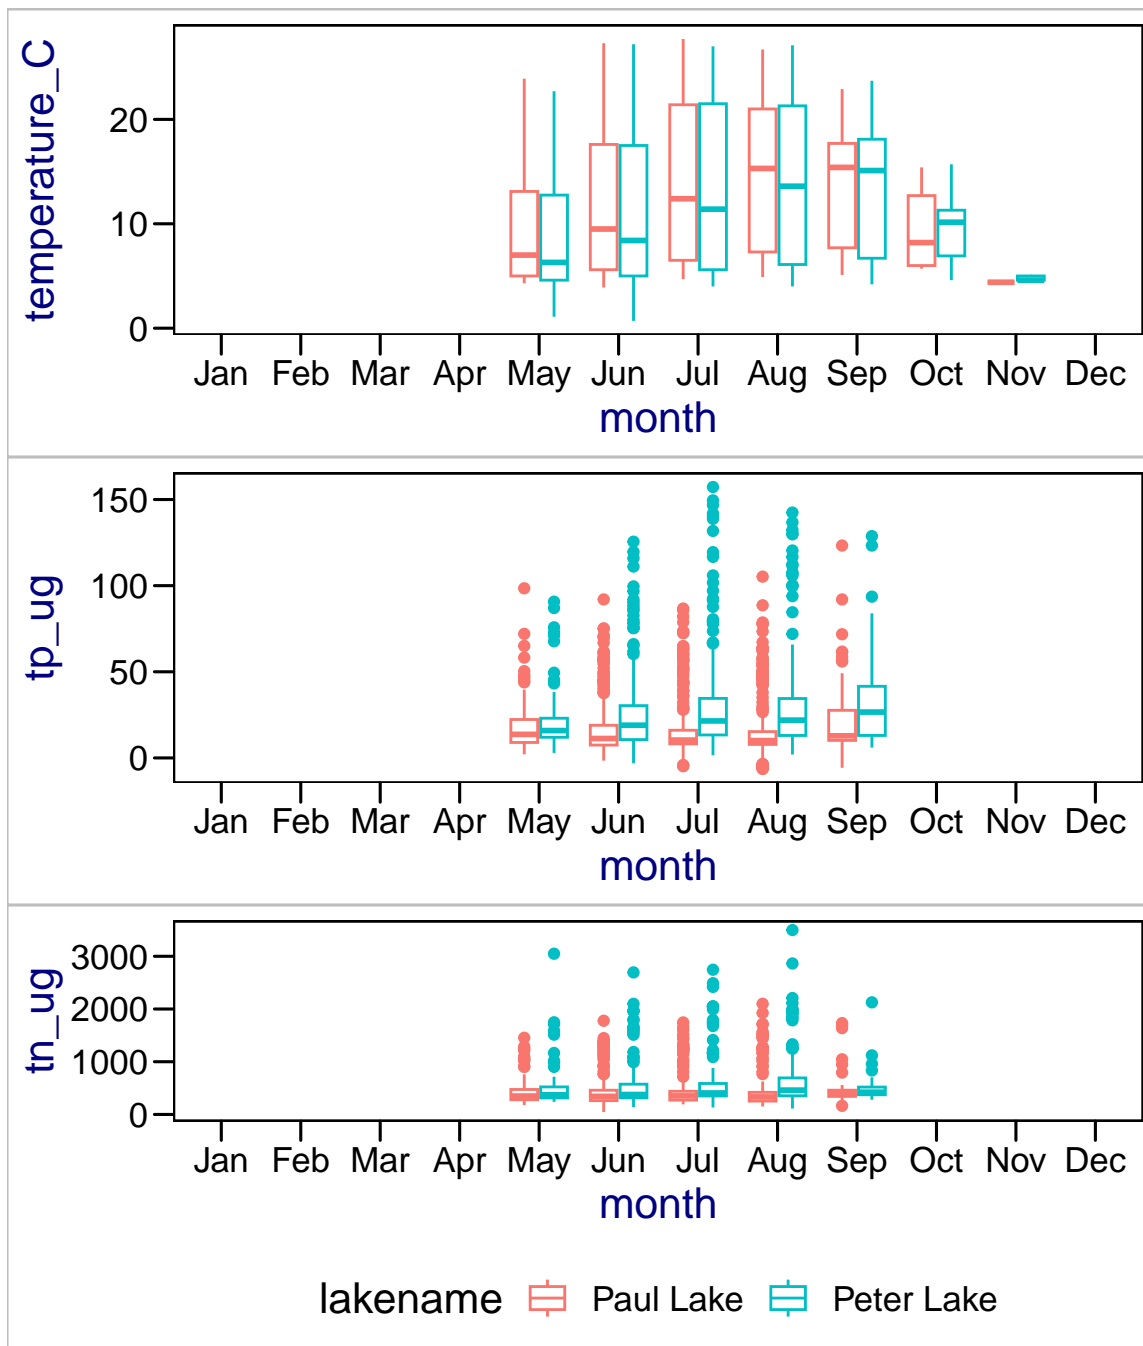 temperature_C
20
10
0
Jan Feb Mar Apr May Jun Jul Aug Sep Oct Nov Dec
month
tp_ug
150
100
50
0
Jan Feb Mar Apr May Jun Jul Aug Sep Oct Nov Dec
month
tn_ug
3000
2000
1000
0
Jan Feb Mar Apr May Jun Jul Aug Sep Oct Nov Dec
month
lakename Paul Lake Peter Lake